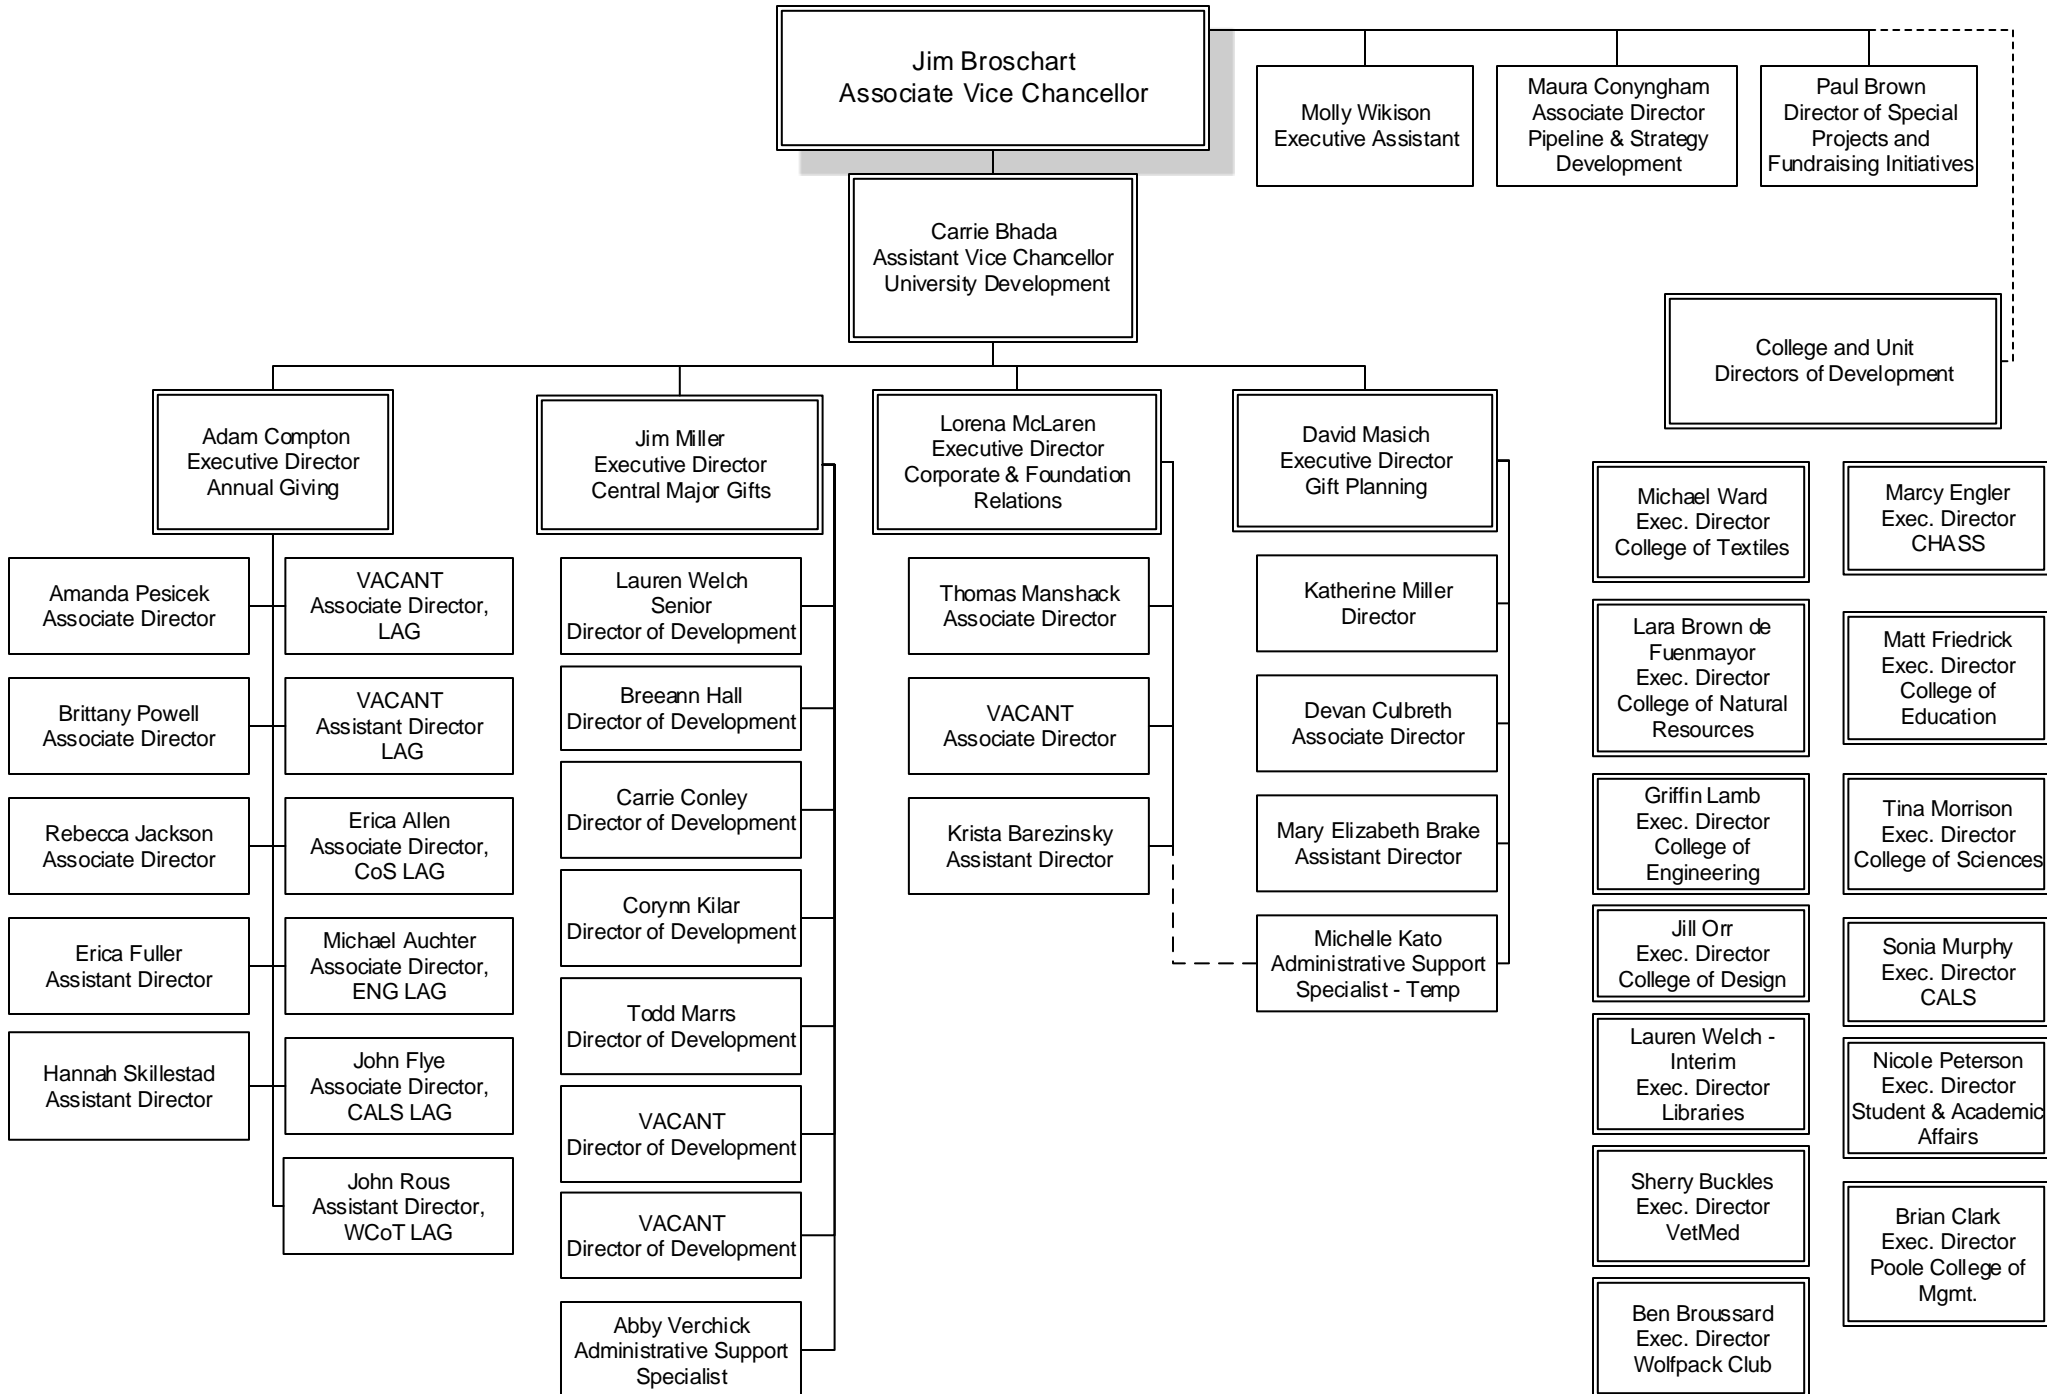 Jim Broschart
Associate Vice Chancellor
Molly Wikison
Executive Assistant
Maura Conyngham
Associate Director
Pipeline & Strategy
Development
Paul Brown
Director of Special
Projects and
Fundraising Initiatives
Carrie Bhada
Assistant Vice Chancellor
University Development
College and Unit
Directors of Development
Adam Compton
Executive Director
Annual Giving
Jim Miller
Executive Director
Central Major Gifts
Lorena McLaren
Executive Director
Corporate & Foundation
Relations
David Masich
Executive Director
Gift Planning
Amanda Pesicek
Associate Director
Brittany Powell
Associate Director
Rebecca Jackson
Associate Director
Erica Fuller
Assistant Director
Hannah Skillestad
Assistant Director
VACANT
Associate Director,
LAG
VACANT
Assistant Director
LAG
Erica Allen
Associate Director,
CoS LAG
Michael Auchter
Associate Director,
ENG LAG
John Flye
Associate Director,
CALS LAG
John Rous
Assistant Director,
WCoT LAG
Lauren Welch
Senior
Director of Development
Breeann Hall
Director of Development
Carrie Conley
Director of Development
Corynn Kilar
Director of Development
Todd Marrs
Director of Development
VACANT
Director of Development
VACANT
Director of Development
Abby Verchick
Administrative Support
Specialist
Thomas Manshack
Associate Director
VACANT
Associate Director
Krista Barezinsky
Assistant Director
Katherine Miller
Director
Devan Culbreth
Associate Director
Mary Elizabeth Brake
Assistant Director
Michelle Kato
Administrative Support
Specialist - Temp
Michael Ward
Exec. Director
College of Textiles
Lara Brown de
Fuenmayor
Exec. Director
College of Natural
Resources
Griffin Lamb
Exec. Director
College of
Engineering
Jill Orr
Exec. Director
College of Design
Lauren Welch -
Interim
Exec. Director
Libraries
Sherry Buckles
Exec. Director
VetMed
Ben Broussard
Exec. Director
Wolfpack Club
Marcy Engler
Exec. Director
CHASS
Matt Friedrick
Exec. Director
College of
Education
Tina Morrison
Exec. Director
College of Sciences
Sonia Murphy
Exec. Director
CALS
Nicole Peterson
Exec. Director
Student & Academic
Affairs
Brian Clark
Exec. Director
Poole College of
Mgmt.